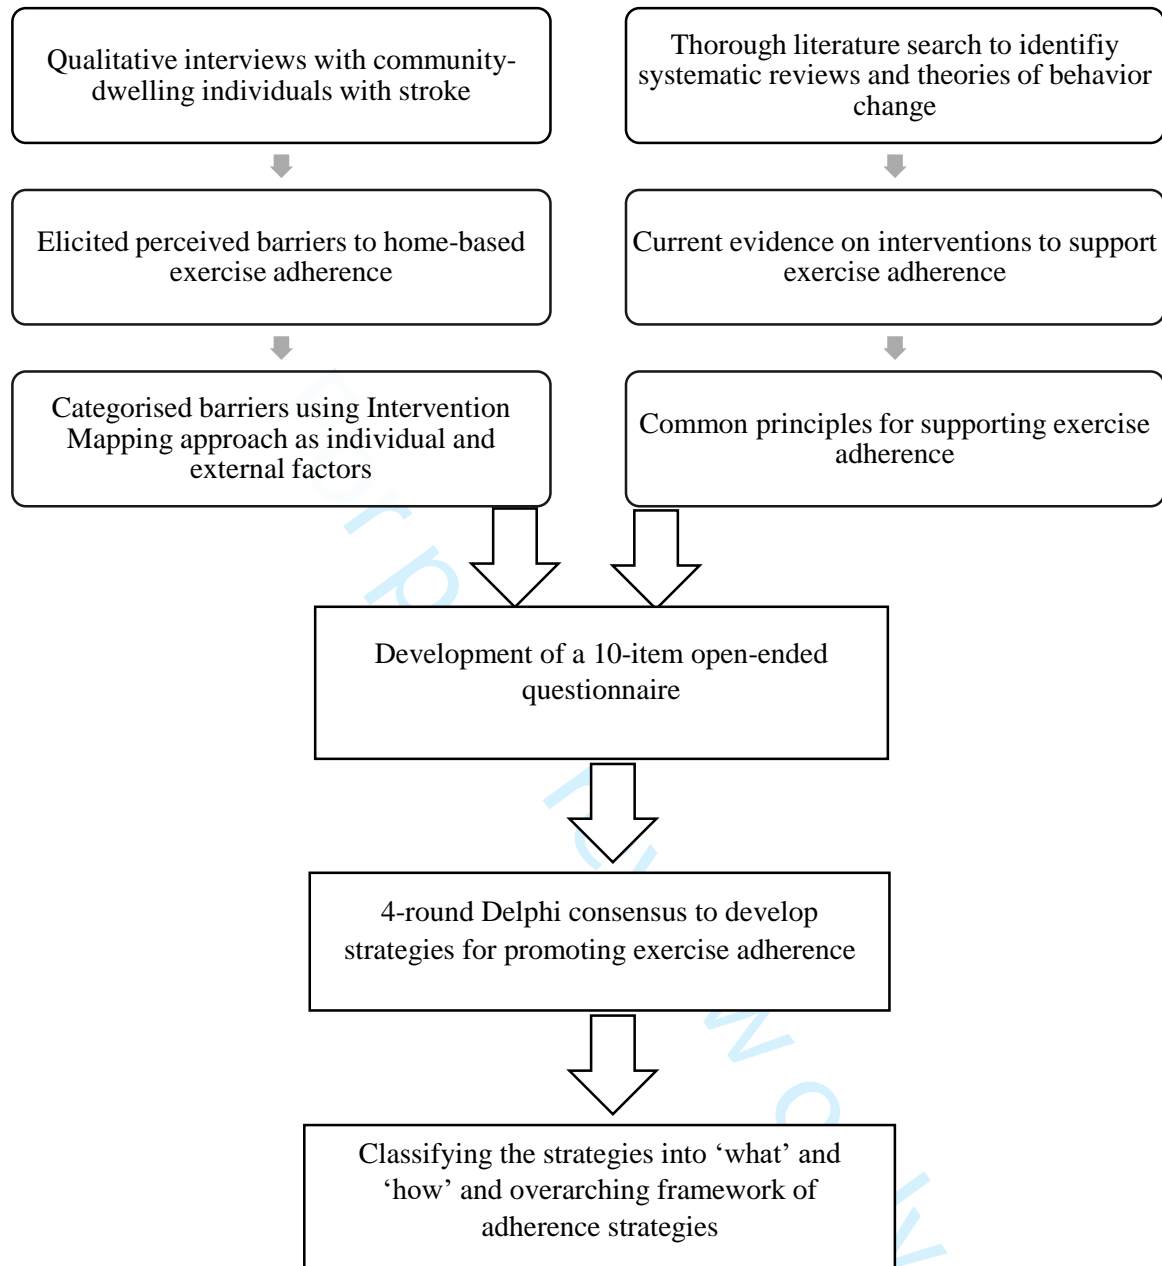 Qualitative interviews with community-
dwelling individuals with stroke
Elicited perceived barriers to home-based
exercise adherence
Categorised barriers using Intervention
Mapping approach as individual and
external factors
Thorough literature search to identifiy
systematic reviews and theories of behavior
change
Current evidence on interventions to support
exercise adherence
Common principles for supporting exercise
adherence
Development of a 10-item open-ended
questionnaire
4-round Delphi consensus to develop
strategies for promoting exercise adherence
Classifying the strategies into ‘what’ and
‘how’ and overarching framework of
adherence strategies